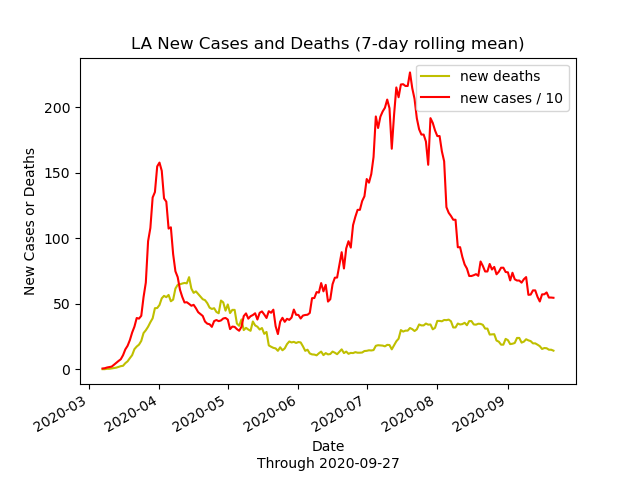 LA New Cases and Deaths (7-day rolling mean)
new deaths
new cases / 10
New Cases or Deaths
200
150
100
50
0
2020-03
2020-04
2020-05
2020-06
2020-07
2020-08
2020-09
Date
Through 2020-09-27